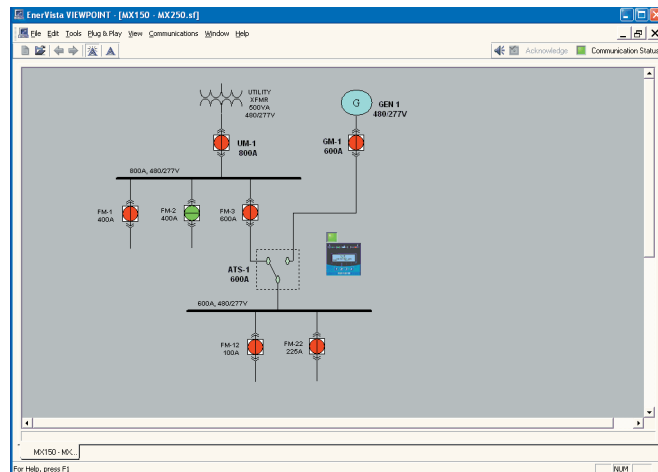 EnerVista VIEWPOINT - [MX150 - MX250.sf]
File Edit Tools Plug & Play View Communications Window Help
Acknowledge Communication Status
UTILITY
XFMR
500VA
480/277V
G
GEN 1
480/277V
UM-1
800A
GM-1
600A
800A, 480/277V
FM-1
400A
FM-2
400A
FM-3
600A
ATS-1
600A
600A, 480/277V
FM-12
100A
FM-22
225A
MX150 - MX...
For Help, press F1
NUM